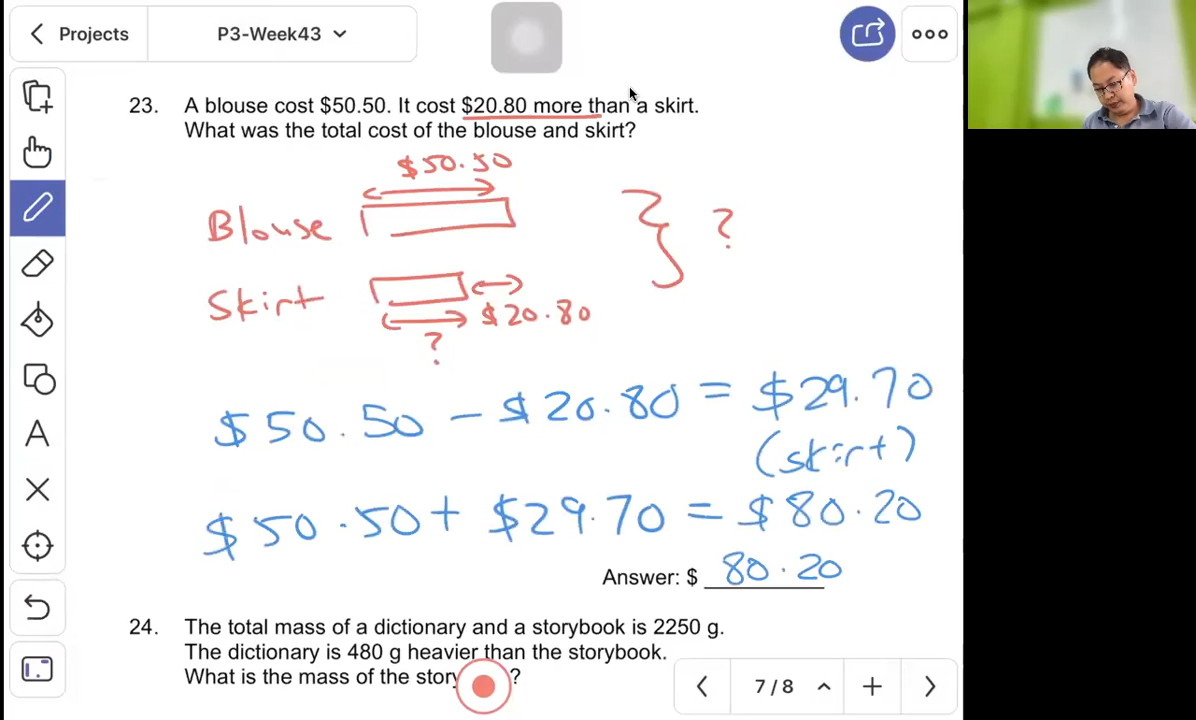 Projects
P3-Week43
23. A blouse cost $50.50. It cost $20.80 more than a skirt.
What was the total cost of the blouse and skirt?
$50.50
Blouse
?
Skirt
$20.80
?
$50.50 - $20.80 = $29.70
(skirt)
$50.50 + $29.70 = $80.20
Answer: $ 80.20
24. The total mass of a dictionary and a storybook is 2250 g.
The dictionary is 480 g heavier than the storybook.
What is the mass of the story ?
7 / 8